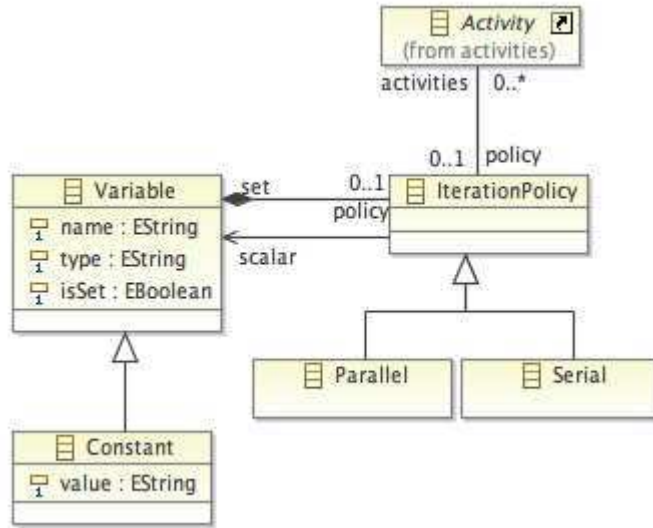 Activity
(from activities)
activities 0..*
0..1 policy
Variable
name : EString
type : EString
isSet : EBoolean
set 0..1
policy
scalar
IterationPolicy
Parallel
Serial
Constant
value : EString